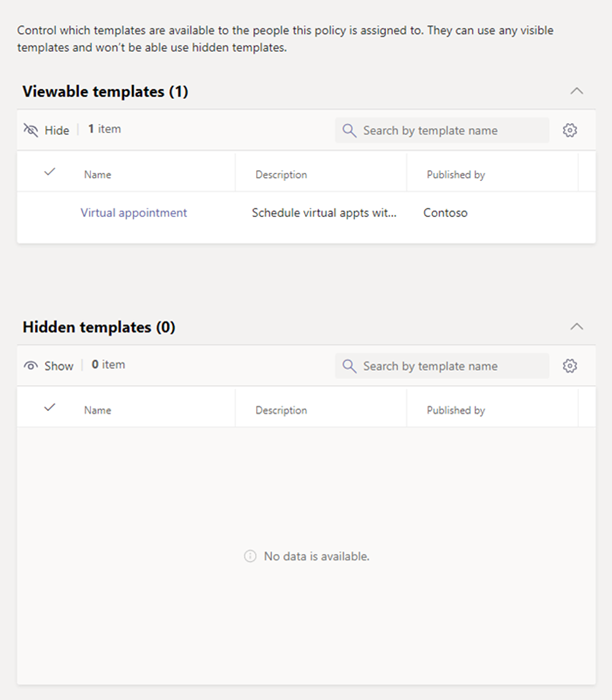 Control which templates are available to the people this policy is assigned to. They can use any visible
templates and won't be able use hidden templates.
Viewable templates (1)
Hide 1 item Search by template name
Name Description Published by
Virtual appointment Schedule virtual appts wit... Contoso
Hidden templates (0)
Show 0 item Search by template name
Name Description Published by
No data is available.